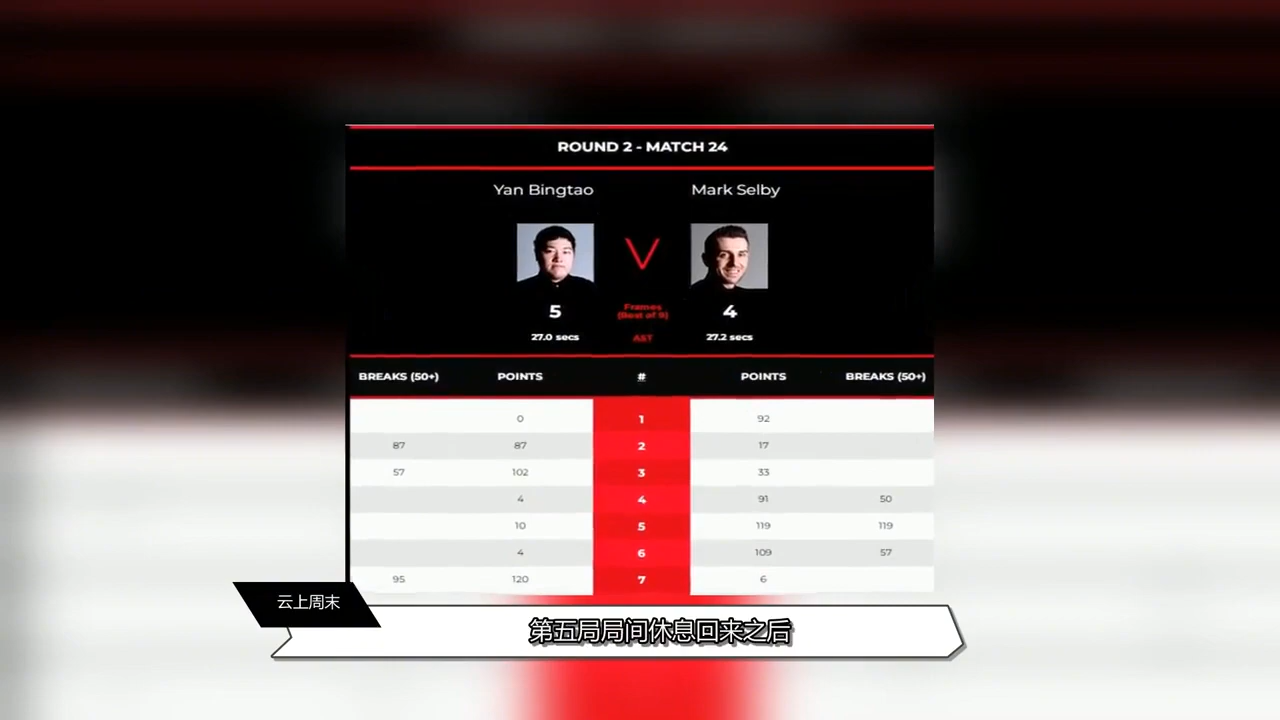 ROUND 2 - MATCH 24
Yan Bingtao Mark Selby
V
5 Frames (Best of 9) 4
27.0 secs AST 27.2 secs
BREAKS (50+) POINTS # POINTS BREAKS (50+)
0 1 92
87 87 2 17
57 102 3 33
4 4 91 50
10 5 119 119
4 6 109 57
95 120 7 6
云上周末
第五局局间休息回来之后